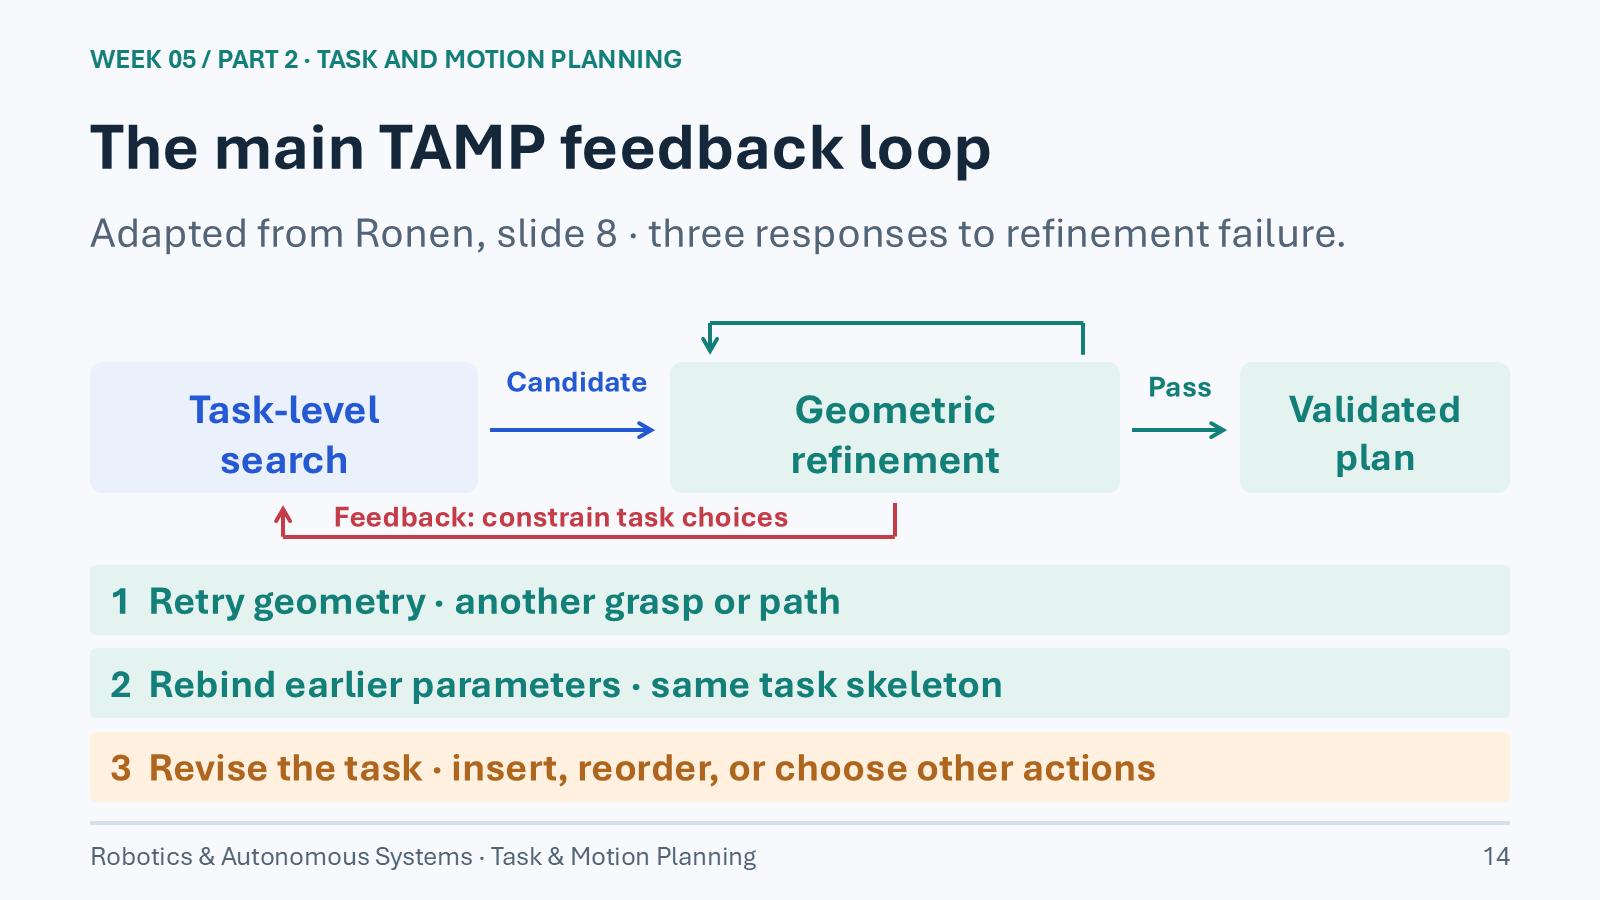 WEEK 05 / PART 2 · TASK AND MOTION PLANNING
The main TAMP feedback loop
Adapted from Ronen, slide 8 · three responses to refinement failure.
Task-level
search
Candidate
Geometric
refinement
Pass
Validated
plan
Feedback: constrain task choices
1 Retry geometry · another grasp or path
2 Rebind earlier parameters · same task skeleton
3 Revise the task · insert, reorder, or choose other actions
Robotics & Autonomous Systems · Task & Motion Planning
14